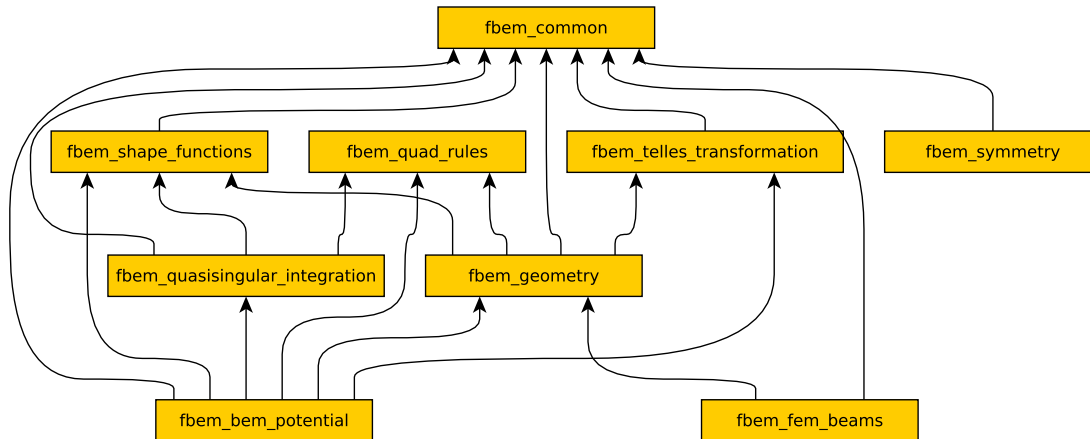 fbem_common
fbem_shape_functions
fbem_quad_rules
fbem_telles_transformation
fbem_symmetry
fbem_quasisingular_integration
fbem_geometry
fbem_bem_potential
fbem_fem_beams